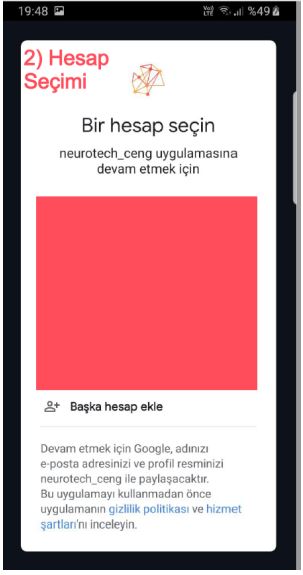 19:48 %49
2) Hesap
Seçimi
Bir hesap seçin
neurotech_ceng uygulamasına
devam etmek için
Başka hesap ekle
Devam etmek için Google, adınızı
e-posta adresinizi ve profil resminizi
neurotech_ceng ile paylaşacaktır.
Bu uygulamayı kullanmadan önce
uygulamanın gizlilik politikası ve hizmet
şartları'nı inceleyin.